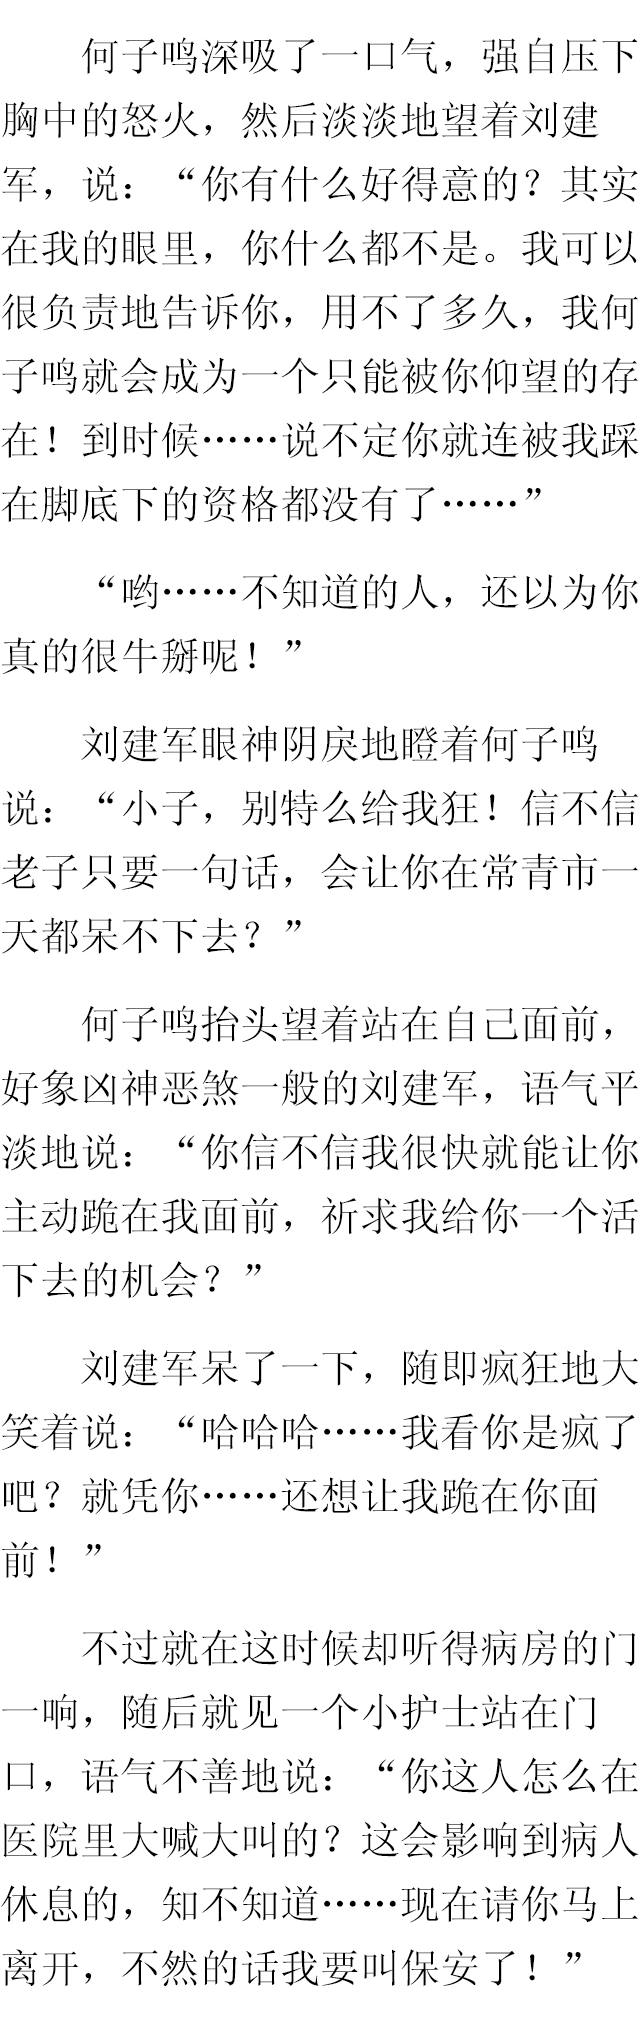 何子鸣深吸了一口气，强自压下
胸中的怒火，然后淡淡地望着刘建
军，说：“你有什么好得意的？其实
在我的眼里，你什么都不是。我可以
很负责地告诉你，用不了多久，我何
子鸣就会成为一个只能被你仰望的存
在！到时候……说不定你就连被我踩
在脚底下的资格都没有了……”
“哟……不知道的人，还以为你
真的很牛掰呢！”
刘建军眼神阴戾地瞪着何子鸣
说：“小子，别特么给我狂！信不信
老子只要一句话，会让你在常青市一
天都呆不下去？”
何子鸣抬头望着站在自己面前，
好象凶神恶煞一般的刘建军，语气平
淡地说：“你信不信我很快就能让你
主动跪在我面前，祈求我给你一个活
下去的机会？”
刘建军呆了一下，随即疯狂地大
笑着说：“哈哈哈……我看你是疯了
吧？就凭你……还想让我跪在你面
前！”
不过就在这时候却听得病房的门
一响，随后就见一个小护士站在门
口，语气不善地说：“你这人怎么在
医院里大喊大叫的？这会影响到病人
休息的，知不知道……现在请你马上
离开，不然的话我要叫保安了！”